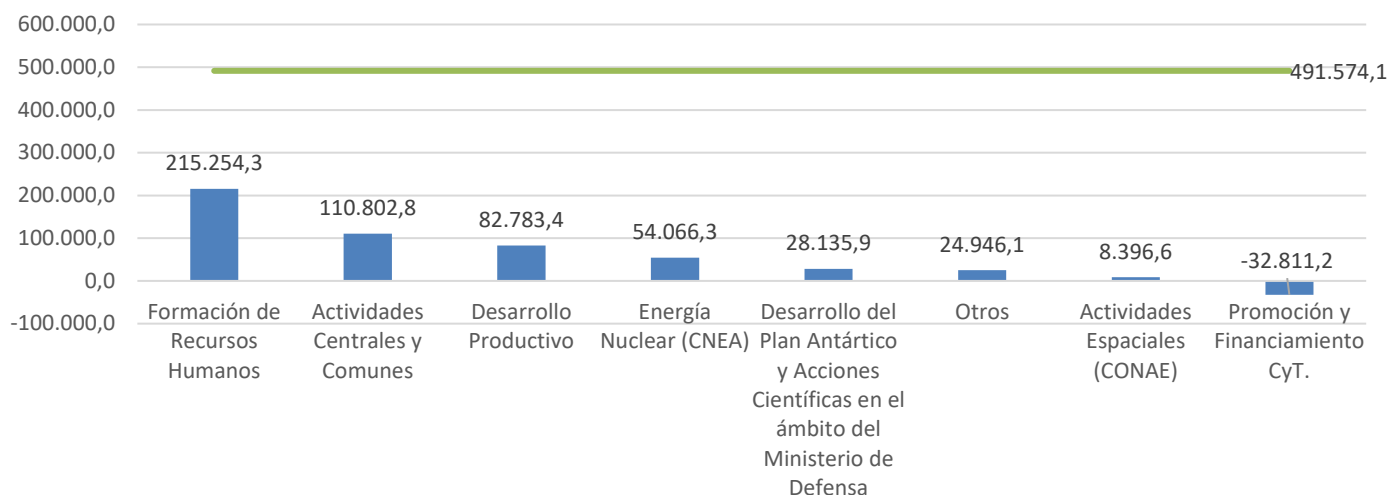 600.000,0
500.000,0
400.000,0
300.000,0
200.000,0
100.000,0
0,0
-100.000,0
491.574,1
215.254,3
110.802,8
82.783,4
54.066,3
28.135,9
24.946,1
8.396,6
-32.811,2
Formación de
Recursos
Humanos
Actividades
Centrales y
Comunes
Desarrollo
Productivo
Energía
Nuclear (CNEA)
Desarrollo del
Plan Antártico
y Acciones
Científicas en el
ámbito del
Ministerio de
Defensa
Otros
Actividades
Espaciales
(CONAE)
Promoción y
Financiamiento
CyT.